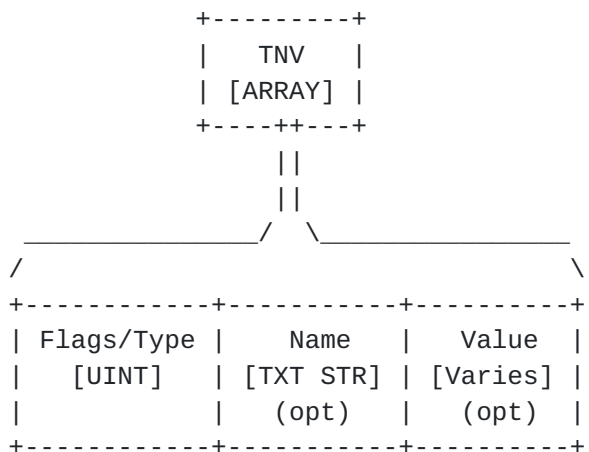 TNV
[ARRAY]
Flags/Type | Name | Value
[UINT] | [TXT STR] | [Varies]
(opt) | (opt)